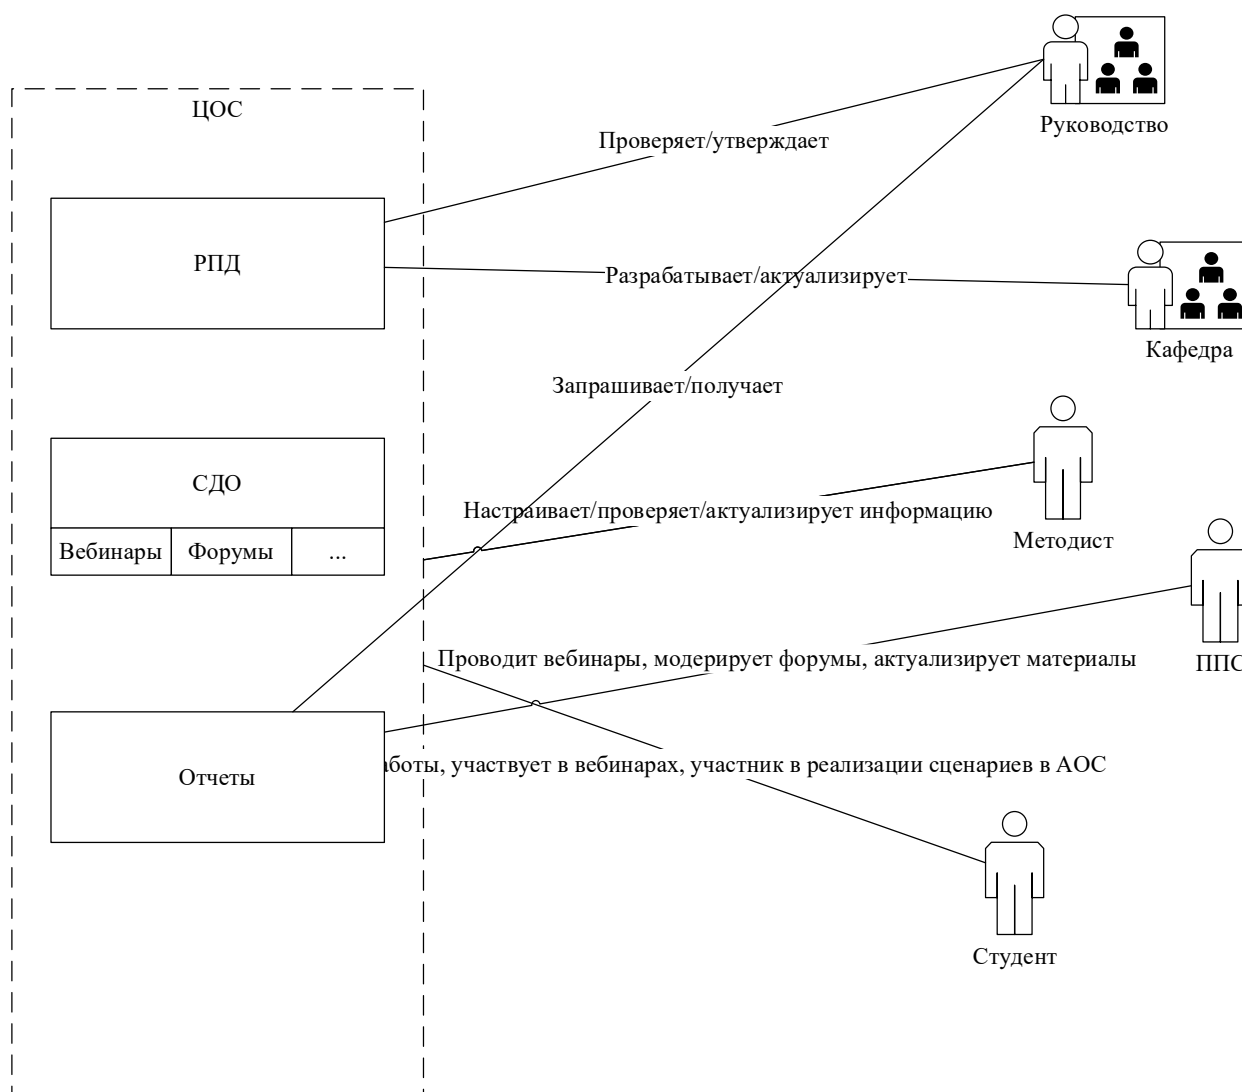 ЦОС
Руководство
Проверяет/утверждает
РПД
Разрабатывает/актуализирует
Кафедра
Запрашивает/получает
СДО
Настраивает/проверяет/актуализирует информацию
Методист
Вебинары
Форумы
...
Проводит вебинары, модерирует форумы, актуализирует материалы
ППС
Отчеты
участвует в вебинарах, участник в реализации сценариев в АОС
Студент